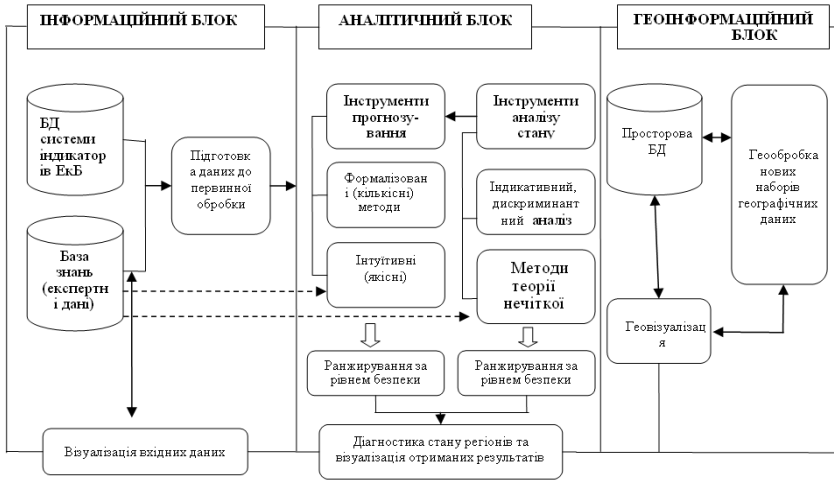 ІНФОРМАЦІЙНИЙ БЛОК
БД
системи
індикатор
ів ЕкБ
База
знань
(експертн
і дані)
Підготовк
а даних до
первинної
обробки
Візуалізація вхідних даних
АНАЛІТИЧНИЙ БЛОК
Інструменти
прогнозу-
вання
Інструменти
аналізу
стану
Формалізован
і (кількісні)
методи
Індикативний,
дискриминант
ний аналіз
Інтуїтивні
(якісні)
Методи
теорії
нечіткої
Ранжирування за
рівнем безпеки
Ранжирування
за рівнем безпеки
Діагностика стану регіонів та
візуалізація отриманих результатів
ГЕОІНФОРМАЦІЙНИЙ
БЛОК
Просторова
БД
Геообробка
нових
наборів
географічних
даних
Геовізуалізац
ія